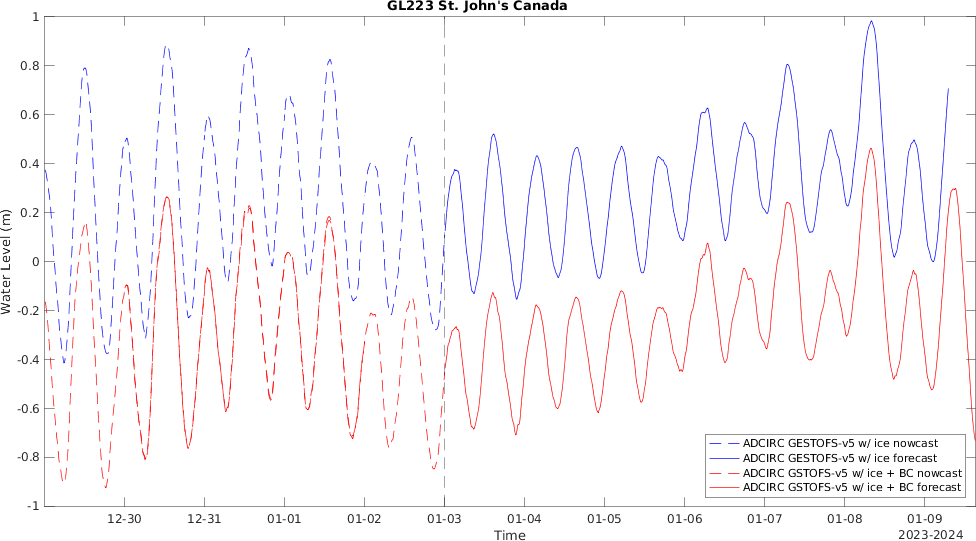 GL223 St. John's Canada
1
0.8
0.6
0.4
0.2
0
-0.2
-0.4
-0.6
-0.8
-1
Water Level (m)
12-30 12-31 01-01 01-02 01-03 01-04 01-05 01-06 01-07 01-08 01-09
Time
2023-2024
ADCIRC GESTOFS-v5 w/ ice nowcast
ADCIRC GESTOFS-v5 w/ ice forecast
ADCIRC GSTOFS-v5 w/ ice + BC nowcast
ADCIRC GSTOFS-v5 w/ ice + BC forecast